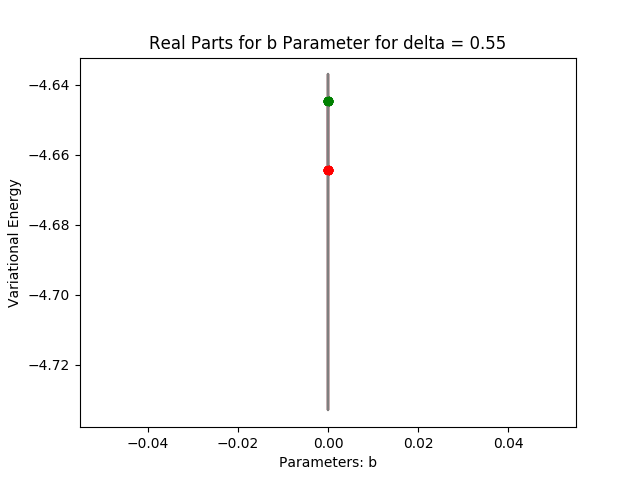 Real Parts for b Parameter for delta = 0.55
Variational Energy
−4.64
−4.66
−4.68
−4.70
−4.72
−0.04 −0.02 0.00 0.02 0.04
Parameters: b